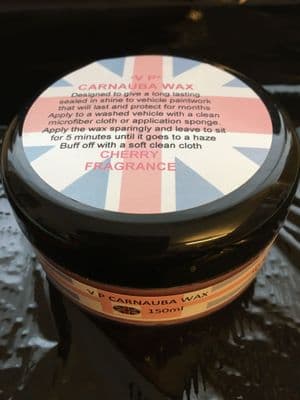 'V P'
CARNAUBA WAX
Designed to give a long lasting
sealed in shine to vehicle paintwork
that will last and protect for months
Apply to a washed vehicle with a clean
microfiber cloth or application sponge.
Apply the wax sparingly and leave to sit
for 5 minutes until it goes to a haze
Buff off with a soft clean cloth
CHERRY
FRAGRANCE
'V P CARNAUBA WAX
150ml